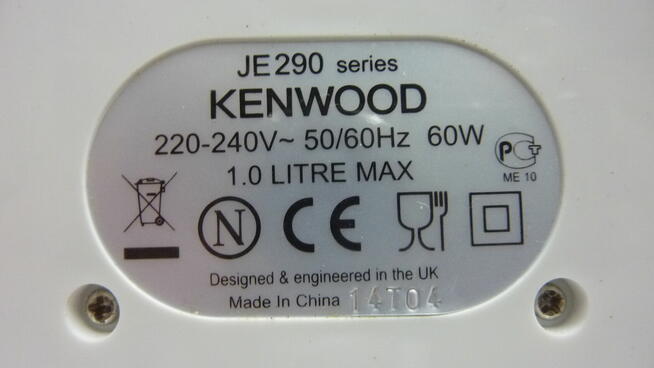 JE290 series
KENWOOD
220-240V~ 50/60Hz 60W
1.0 LITRE MAX
PCT
ME 10
N
CE
Designed & engineered in the UK
Made In China 14T04